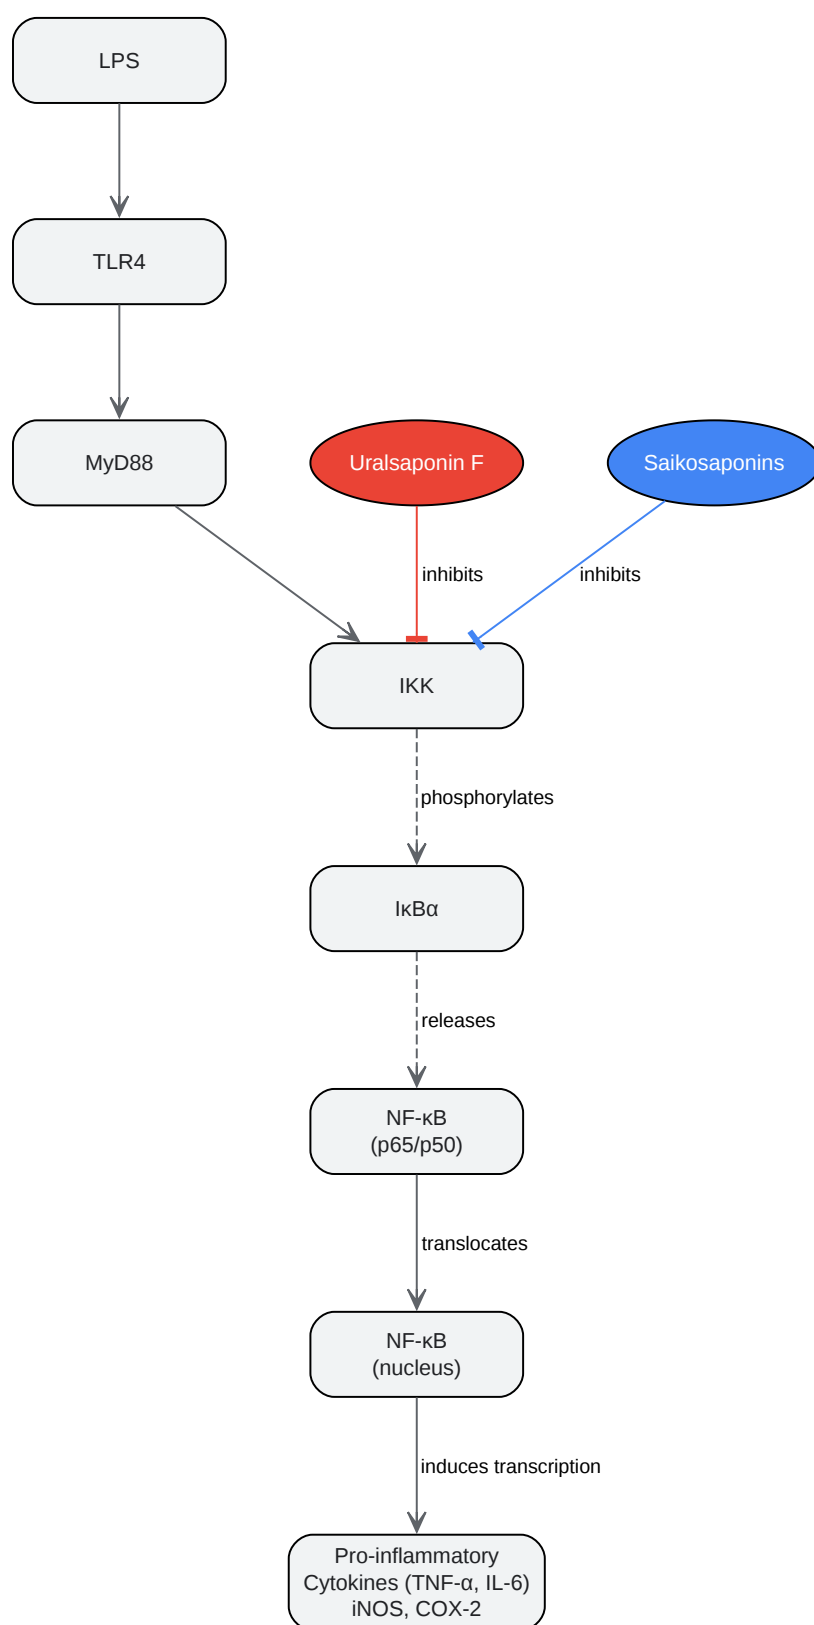 LPS
TLR4
MyD88
Uralsaponin F
Saikosaponins
inhibits
inhibits
IKK
phosphorylates
IκBα
releases
NF-κB
(p65/p50)
translocates
NF-κB
(nucleus)
induces transcription
Pro-inflammatory
Cytokines (TNF-α, IL-6)
iNOS, COX-2